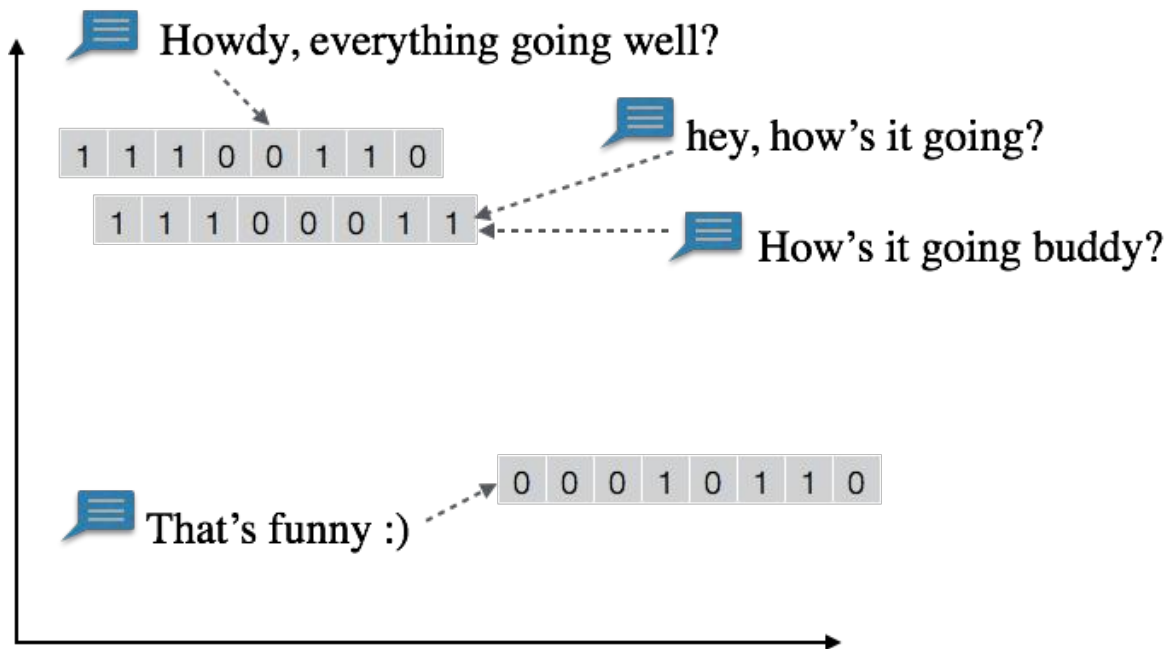 Howdy, everything going well?
1 1 1 0 0 1 1 0
hey, how's it going?
1 1 1 0 0 0 1 1
How's it going buddy?
0 0 0 1 0 1 1 0
That's funny :)